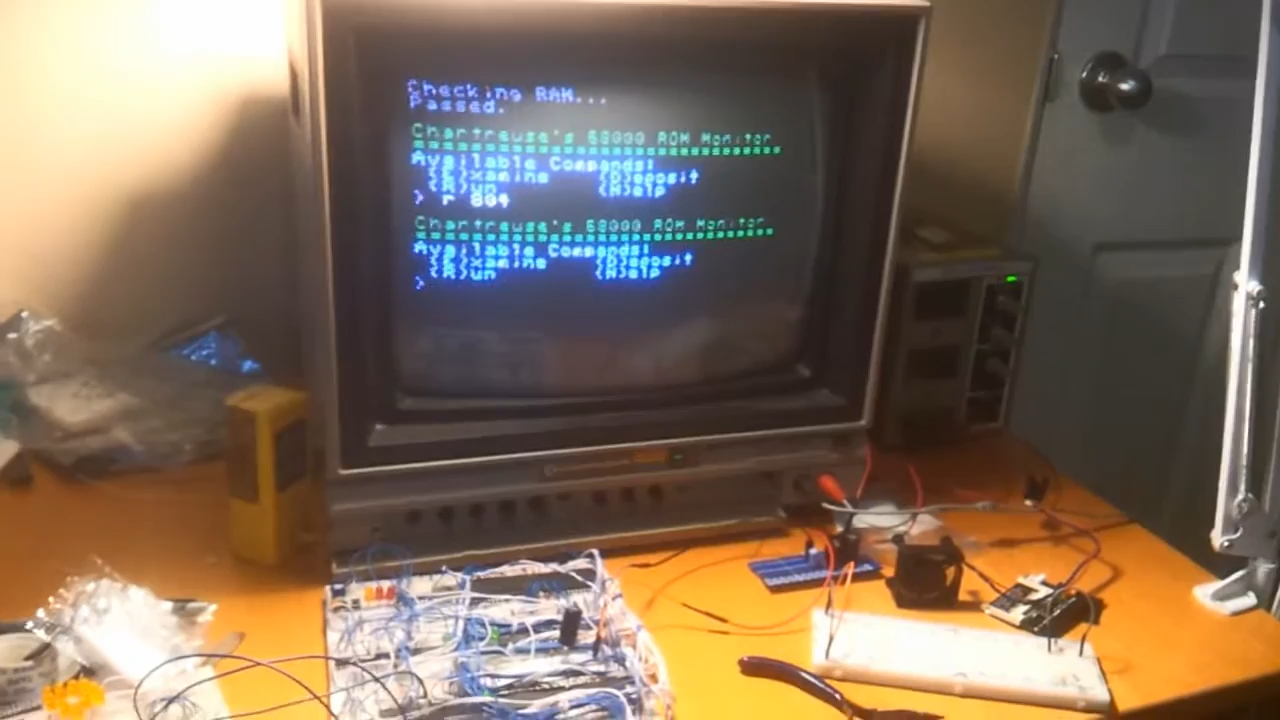 Checking RAM...
Passed.
Chartreuse's 68000 ROM Monitor
==============================
Available Commands:
(E)xamine (D)eposit
(R)un (H)elp
> r 804
Chartreuse's 68000 ROM Monitor
==============================
Available Commands:
(E)xamine (D)eposit
(R)un (H)elp
>